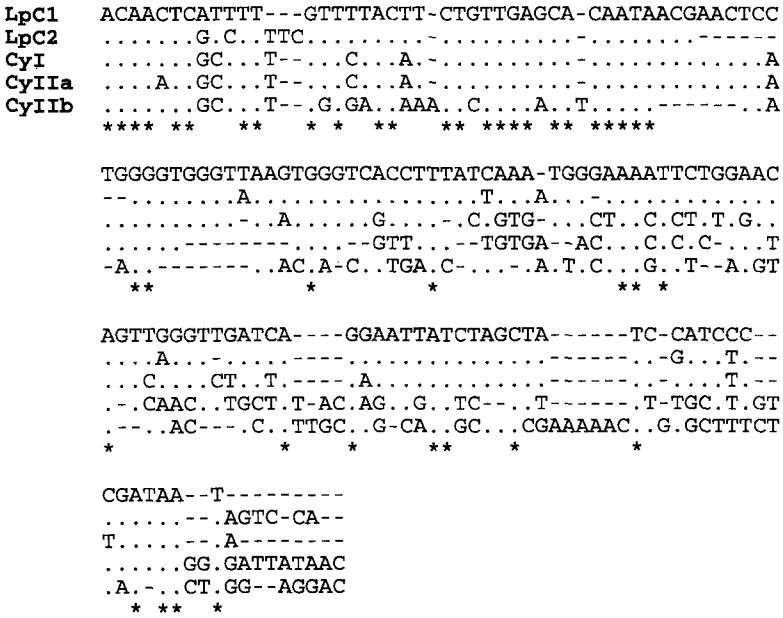 LpC1 ACAACTCATTTT---GTTTTACTT-CTGTTGAGCA-CAATAACGAACTCC
LpC2 .......G.C..TTC.........-..........-........------
CyI .......GC...T--...C...A.-..........-.............A
CyIIa ....A..GC...T--...C...A.-..........-.............A
CyIIb .......GC...T--.G.GA..AAA..C....A..T.....------..A
**** ** ** * * ** ** **** ** *****
TGGGGTGGGTTAAGTGGGTCACCTTTATCAAA-TGGGAAAATTCTGGAAC
--........A.................T...A...-.............
..........-..A......G....-.C.GTG-...CT..C.CT.T.G..
......--------...--GTT...--TGTGA--AC...C.C.C-...T
-A..-------..AC.A-C..TGA.C-...-.A.T.C...G..T--A.GT
** * * ** *
AGTTGGGTTGATCA----GGAATTATCTAGCTA------TC-CATCCC--
....A...-.....----...............------..-.G...T.--
...C....CT..T.----.A.............------..-.....T.--
.-.CAAC..TGCT.T-AC.AG..G..TC--..T------.T-TGC.T.GT
.--..AC---.C..TTGC..G-CA..GC...CGAAAAAC..G.GCTTTCT
* * * ** * *
CGATAA--T---------
......--.AGTC-CA--
T.....--.A--------
......GG.GATTATAAC
.A.-..CT.GG--AGGAC
* ** *